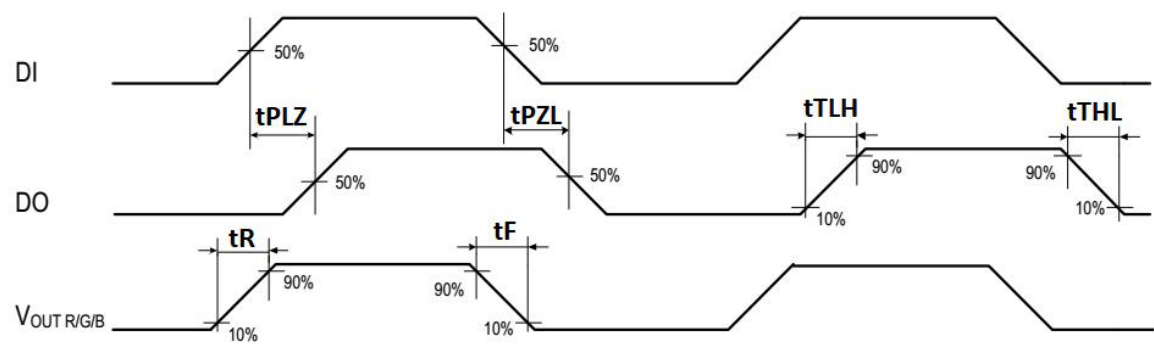 DI
50%
50%
tPLZ
tPZL
tTLH
tTHL
DO
50%
50%
90%
10%
90%
10%
tR
tF
VOUT R/G/B
10%
90%
90%
10%